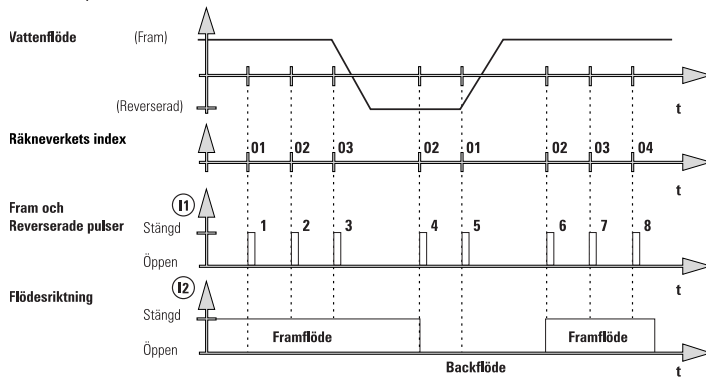 Vattenflöde (Fram)
(Reverserad)
t
Räkneverkets index
01 02 03 02 01 02 03 04
t
Fram och
Reverserade pulser
I1
Stängd
1 2 3 4 5 6 7 8
Öppen
t
Flödesriktning
I2
Stängd
Framflöde Framflöde
Öppen
Backflöde
t